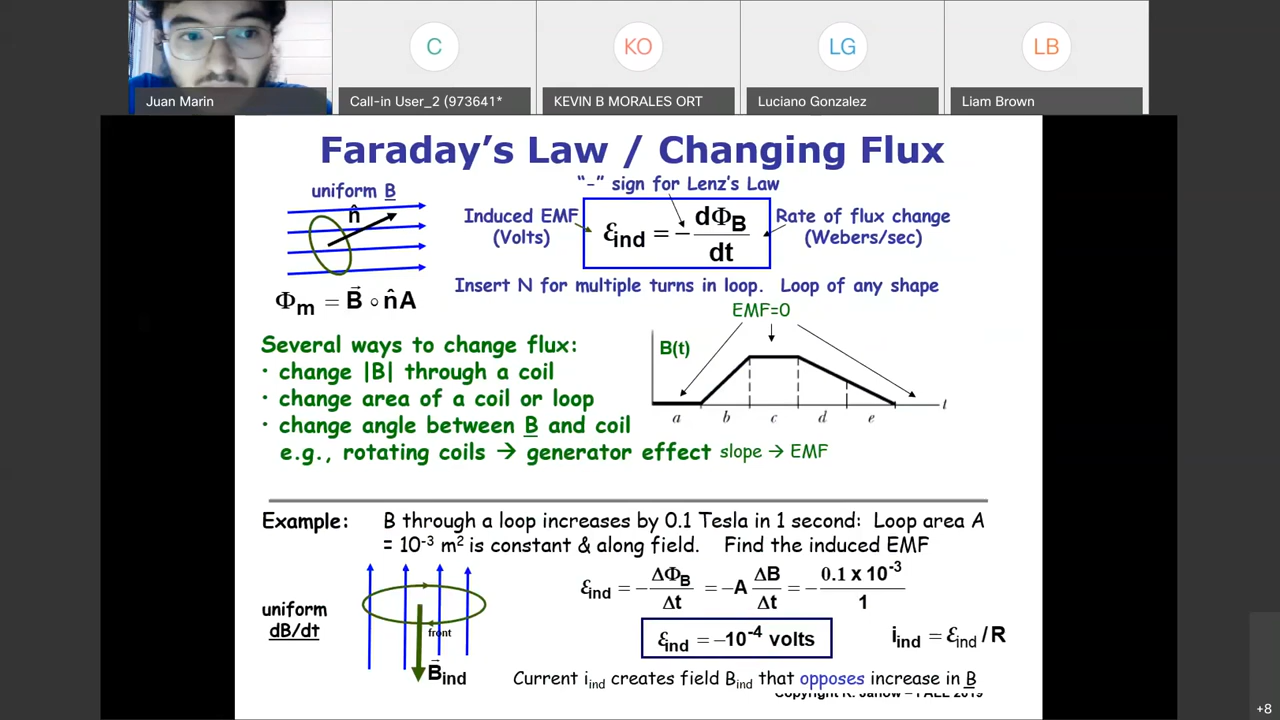 C
KO
LG
LB
Juan Marin
Call-in User_2 (973641*
KEVIN B MORALES ORT
Luciano Gonzalez
Liam Brown
Faraday's Law / Changing Flux
"-" sign for Lenz's Law
uniform B
n̂
Induced EMF
(Volts)
ℰind = − dΦB/dt
Rate of flux change
(Webers/sec)
Insert N for multiple turns in loop. Loop of any shape
Φm = B⃗ ∘ n̂A
EMF=0
B(t)
a b c d e t
Several ways to change flux:
• change |B| through a coil
• change area of a coil or loop
• change angle between B and coil
e.g., rotating coils → generator effect
slope → EMF
Example: B through a loop increases by 0.1 Tesla in 1 second: Loop area A
= 10⁻³ m² is constant & along field. Find the induced EMF
ℰind = − ΔΦB/Δt = −A ΔB/Δt = − 0.1 x 10⁻³/1
uniform
dB/dt
front
B⃗ind
ℰind = −10⁻⁴ volts
iind = ℰind / R
Current iind creates field Bind that opposes increase in B
Copyright R. Janow – FALL 2019
+8